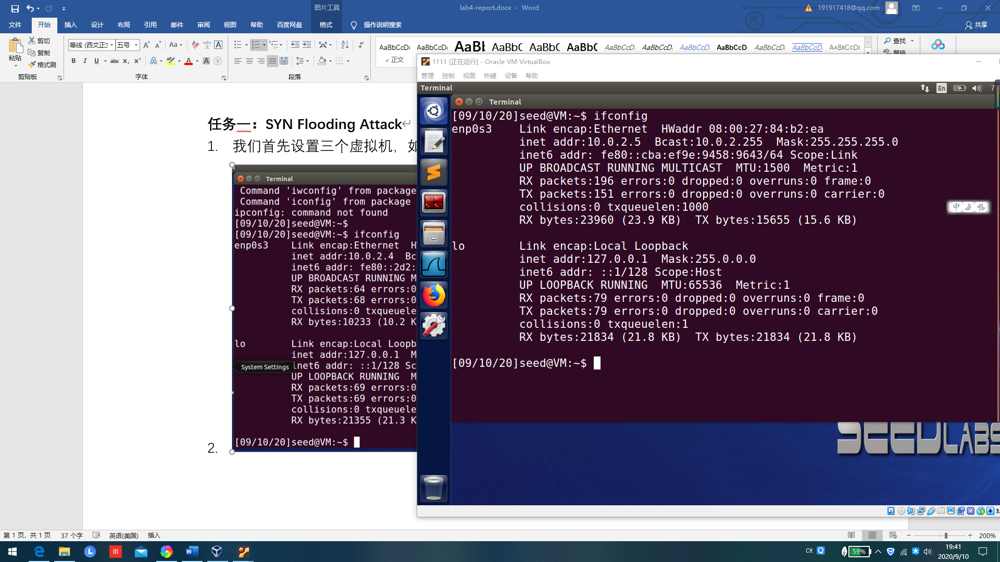 图片工具
lab4-report.docx - Word
191917418@qq.com
文件
开始
插入
设计
布局
引用
邮件
审阅
视图
帮助
百度网盘
格式
操作说明搜索
共享
粘贴
剪切
复制
格式刷
剪贴板
等线 (西文正文
五号
字体
段落
AaBbCcDc
正文
查找
替换
任务一：SYN Flooding Attack
1. 我们首先设置三个虚拟机，如
Terminal
Command 'iwconfig' from package
Command 'iconfig' from package
ipconfig: command not found
[09/10/20]seed@VM:~$
[09/10/20]seed@VM:~$ ifconfig
enp0s3 Link encap:Ethernet H
inet addr:10.0.2.4 Bc
inet6 addr: fe80::2d2:
UP BROADCAST RUNNING M
RX packets:64 errors:0
TX packets:68 errors:0
collisions:0 txqueuele
RX bytes:10233 (10.2 K
lo Link encap:Local Loopb
inet addr:127.0.0.1 M
System Settings
inet6 addr: ::1/128 Sc
UP LOOPBACK RUNNING M
RX packets:69 errors:0
TX packets:69 errors:0
collisions:0 txqueuele
RX bytes:21355 (21.3 K
[09/10/20]seed@VM:~$
2.
1111 [正在运行] - Oracle VM VirtualBox
管理 控制 视图 热键 设备 帮助
Terminal
En
7
Terminal
[09/10/20]seed@VM:~$ ifconfig
enp0s3 Link encap:Ethernet HWaddr 08:00:27:84:b2:ea
inet addr:10.0.2.5 Bcast:10.0.2.255 Mask:255.255.255.0
inet6 addr: fe80::cba:ef9e:9458:9643/64 Scope:Link
UP BROADCAST RUNNING MULTICAST MTU:1500 Metric:1
RX packets:196 errors:0 dropped:0 overruns:0 frame:0
TX packets:151 errors:0 dropped:0 overruns:0 carrier:0
collisions:0 txqueuelen:1000
RX bytes:23960 (23.9 KB) TX bytes:15655 (15.6 KB)
lo Link encap:Local Loopback
inet addr:127.0.0.1 Mask:255.0.0.0
inet6 addr: ::1/128 Scope:Host
UP LOOPBACK RUNNING MTU:65536 Metric:1
RX packets:79 errors:0 dropped:0 overruns:0 frame:0
TX packets:79 errors:0 dropped:0 overruns:0 carrier:0
collisions:0 txqueuelen:1
RX bytes:21834 (21.8 KB) TX bytes:21834 (21.8 KB)
[09/10/20]seed@VM:~$
中
SEEDLABS
R
第 1 页，共 1 页 37 个字 英语(美国) 插入
200%
CH
59%
19:41
2020/9/10